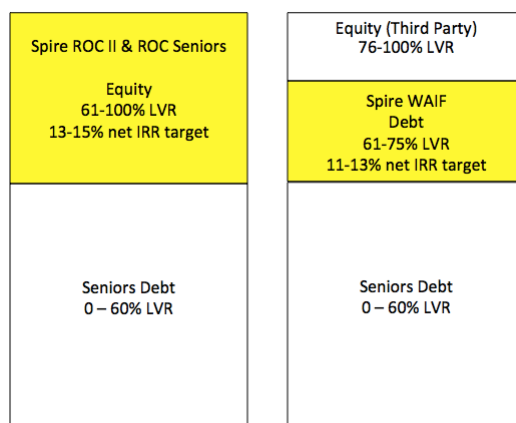 Spire ROC II & ROC Seniors
Equity
61-100% LVR
13-15% net IRR target
Seniors Debt
0 – 60% LVR
Equity (Third Party)
76-100% LVR
Spire WAIF
Debt
61-75% LVR
11-13% net IRR target
Seniors Debt
0 – 60% LVR